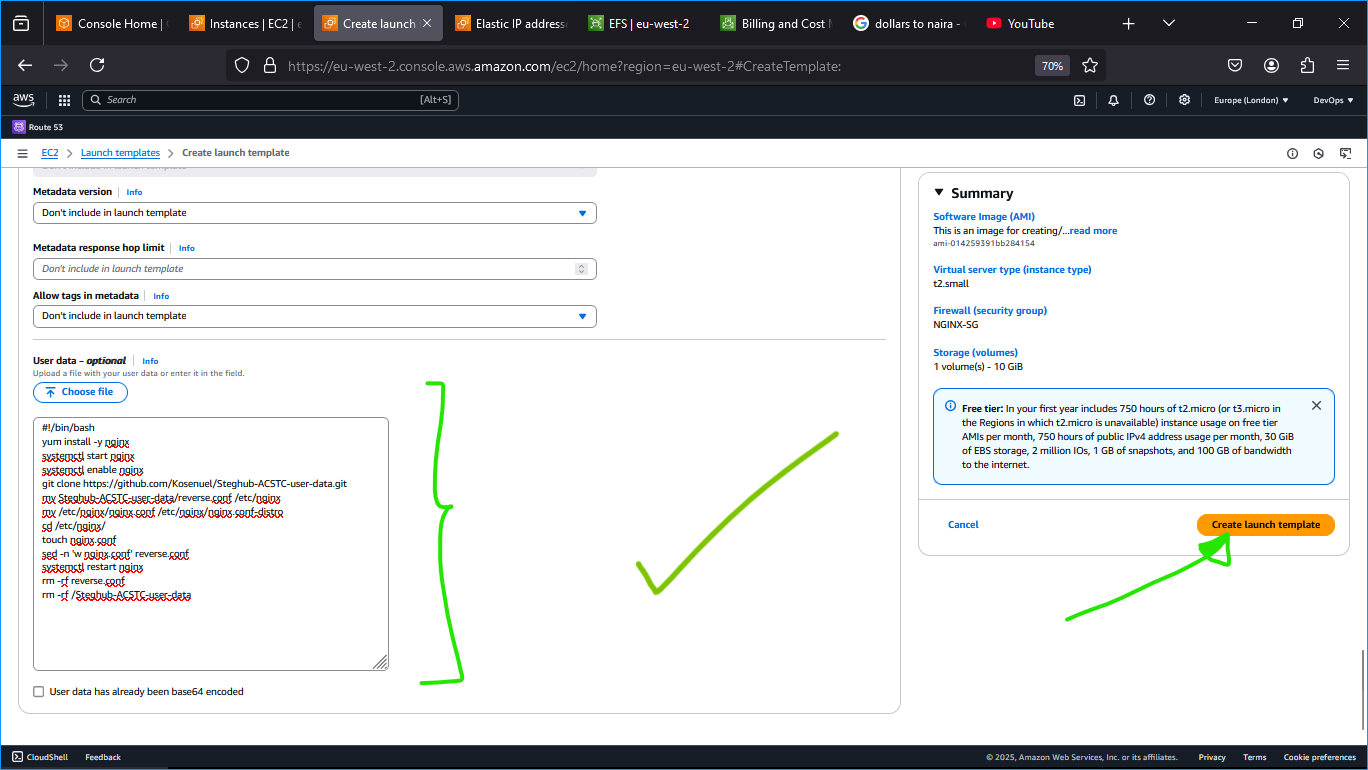 Console Home |
Instances | EC2 |
Create launch
Elastic IP address
EFS | eu-west-2
Billing and Cost
dollars to naira -
YouTube
https://eu-west-2.console.aws.amazon.com/ec2/home?region=eu-west-2#CreateTemplate:
70%
aws
Search
[Alt+S]
Europe (London)
DevOps
Route 53
EC2
Launch templates
Create launch template
Don't include in launch template
Metadata version
Info
Don't include in launch template
Metadata response hop limit
Info
Don't include in launch template
Allow tags in metadata
Info
Don't include in launch template
User data – optional
Info
Upload a file with your user data or enter it in the field.
Choose file
#!/bin/bash
yum install -y nginx
systemctl start nginx
systemctl enable nginx
git clone https://github.com/Kosenuel/Steghub-ACSTC-user-data.git
mv Steghub-ACSTC-user-data/reverse.conf /etc/nginx
mv /etc/nginx/nginx.conf /etc/nginx/nginx.conf-distro
cd /etc/nginx/
touch nginx.conf
sed -n 'w nginx.conf' reverse.conf
systemctl restart nginx
rm -rf reverse.conf
rm -rf /Steghub-ACSTC-user-data
User data has already been base64 encoded
Summary
Software Image (AMI)
This is an image for creating/...read more
ami-014259391bb284154
Virtual server type (instance type)
t2.small
Firewall (security group)
NGINX-SG
Storage (volumes)
1 volume(s) - 10 GiB
Free tier: In your first year includes 750 hours of t2.micro (or t3.micro in
the Regions in which t2.micro is unavailable) instance usage on free tier
AMIs per month, 750 hours of public IPv4 address usage per month, 30 GiB
of EBS storage, 2 million IOs, 1 GB of snapshots, and 100 GB of bandwidth
to the internet.
Cancel
Create launch template
CloudShell
Feedback
© 2025, Amazon Web Services, Inc. or its affiliates.
Privacy
Terms
Cookie preferences